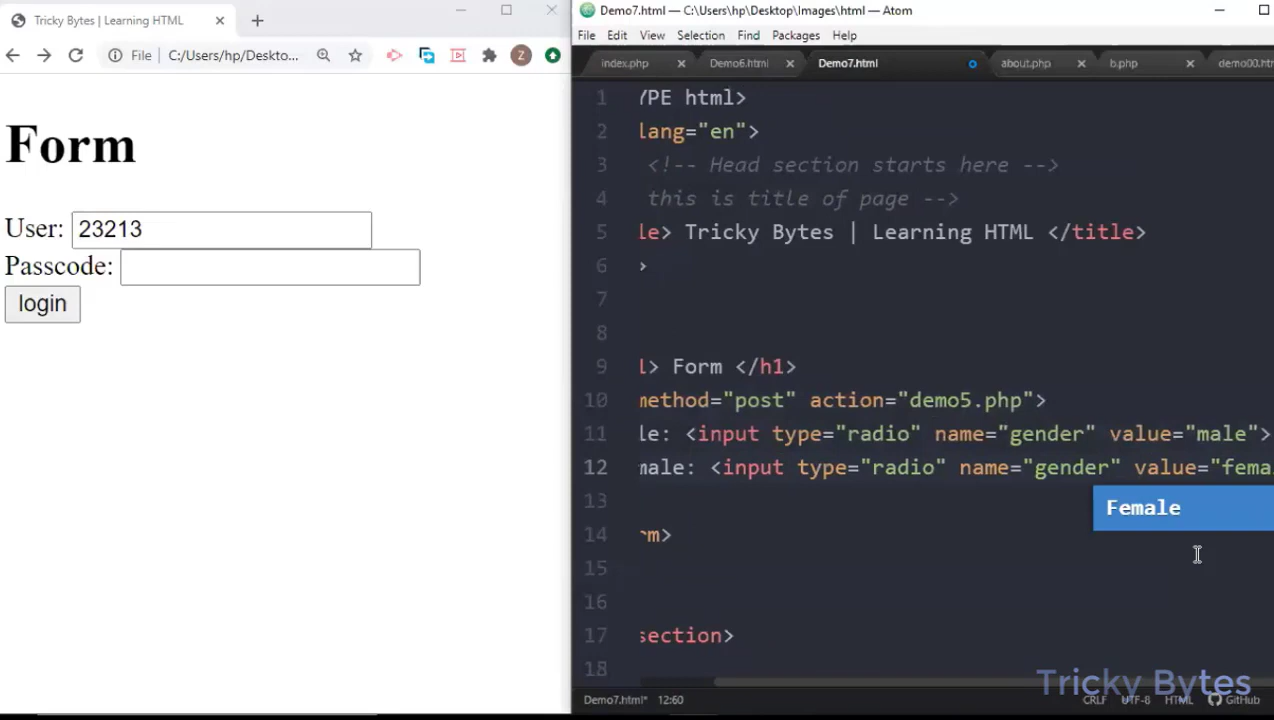 Tricky Bytes | Learning HTML
File | C:/Users/hp/Deskto... Z
Form
User: 23213
Passcode:
login
Demo7.html — C:\Users\hp\Desktop\Images\html — Atom
File Edit View Selection Find Packages Help
index.php Demo6.html Demo7.html about.php b.php demo00.htm
1 YPE html>
2 lang="en">
3 <!-- Head section starts here -->
4 this is title of page -->
5 le> Tricky Bytes | Learning HTML </title>
6 >
7
8
9 l> Form </h1>
10 method="post" action="demo5.php">
11 le: <input type="radio" name="gender" value="male">
12 male: <input type="radio" name="gender" value="fema
Female
13
14 rm>
15
16
17 section>
18
Tricky Bytes
Demo7.html* 12:60 CRLF UTF-8 HTML GitHub